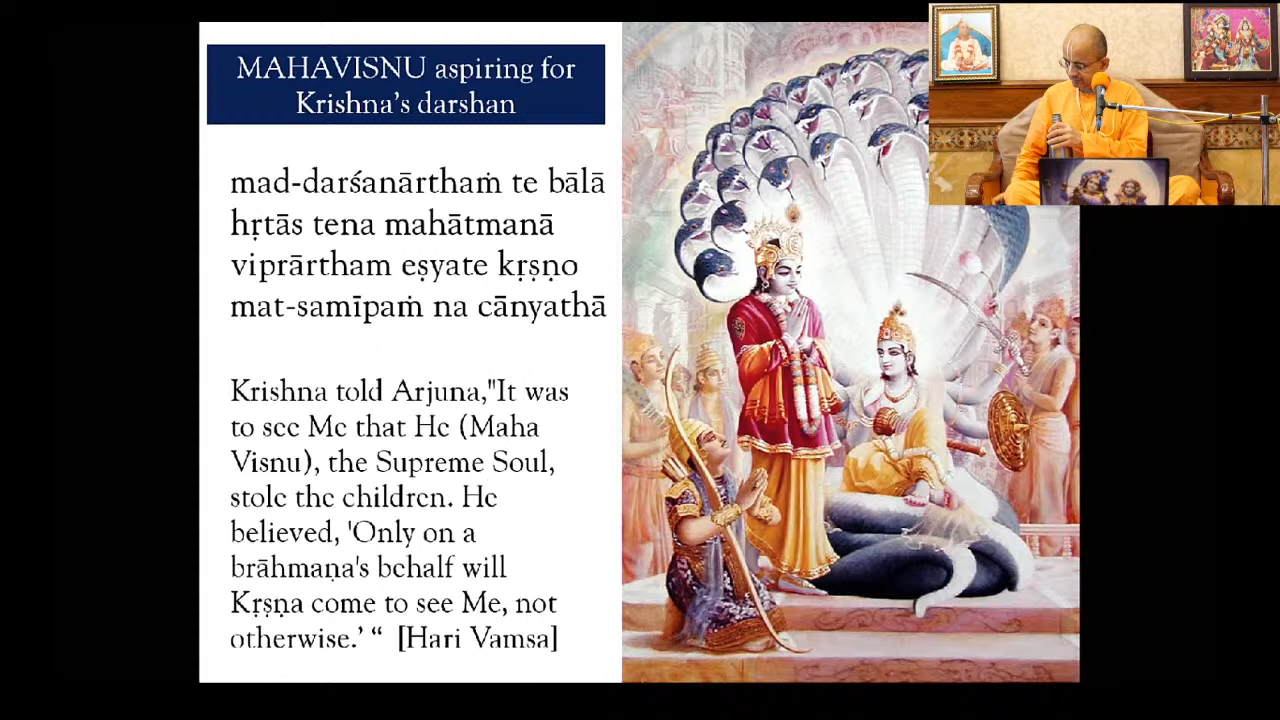 MAHAVISNU aspiring for
Krishna's darshan
mad-darśanārthaṁ te bālā
hṛtās tena mahātmanā
viprārtham eṣyate kṛṣṇo
mat-samīpaṁ na cānyathā
Krishna told Arjuna,"It was
to see Me that He (Maha
Visnu), the Supreme Soul,
stole the children. He
believed, 'Only on a
brāhmaṇa's behalf will
Kṛṣṇa come to see Me, not
otherwise.’ “ [Hari Vamsa]